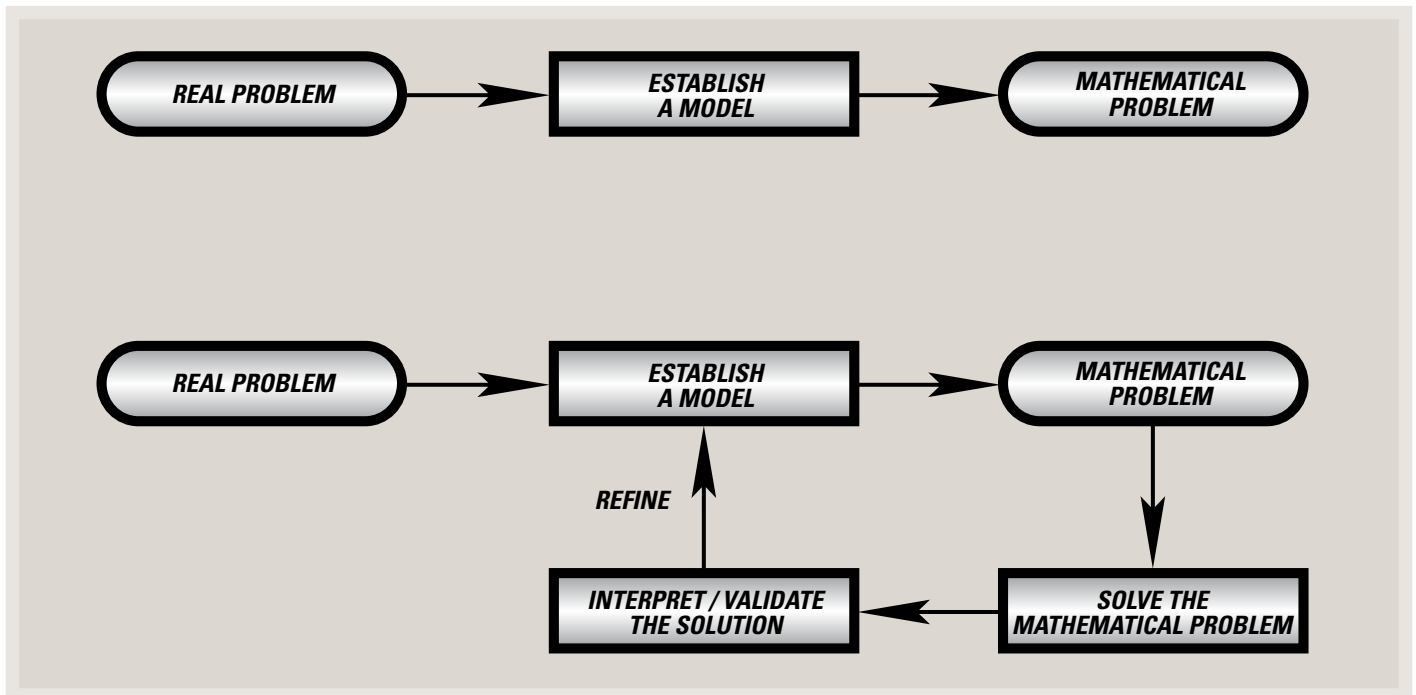 REAL PROBLEM
ESTABLISH
A MODEL
MATHEMATICAL
PROBLEM
REAL PROBLEM
ESTABLISH
A MODEL
MATHEMATICAL
PROBLEM
REFINE
INTERPRET / VALIDATE
THE SOLUTION
SOLVE THE
MATHEMATICAL PROBLEM